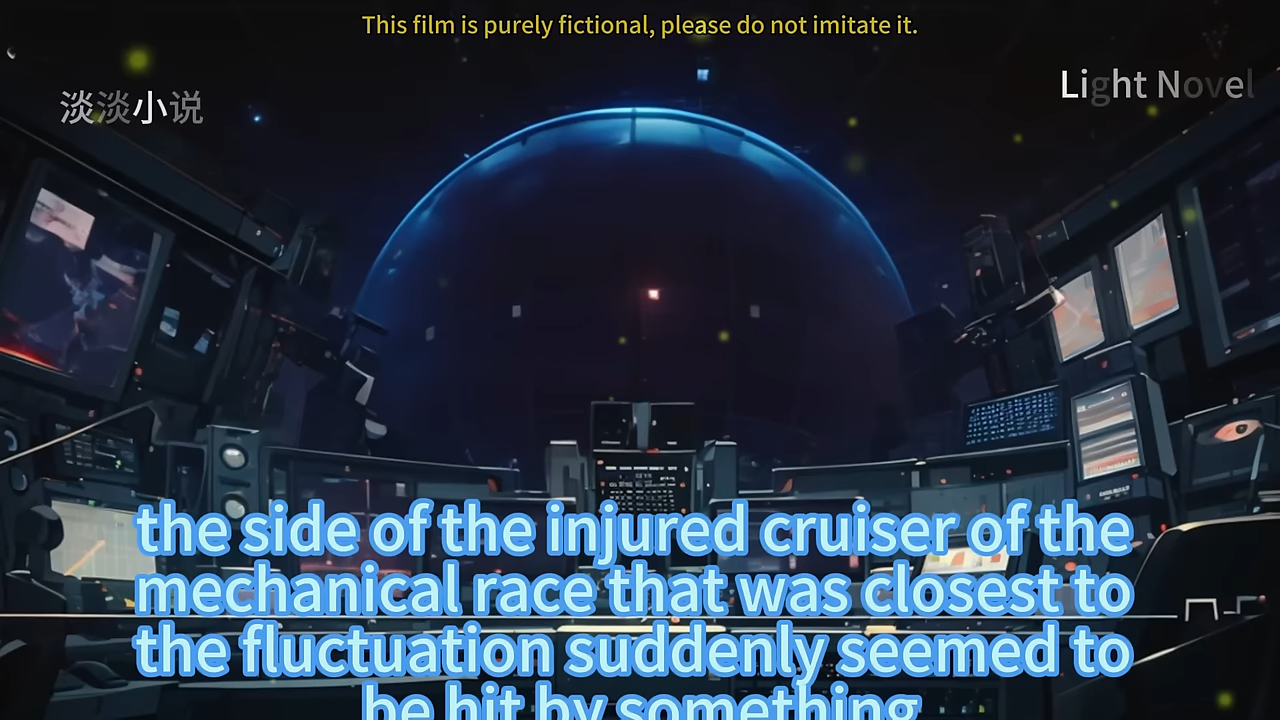 This film is purely fictional, please do not imitate it.
Light Novel
淡淡小说
the side of the injured cruiser of the
mechanical race that was closest to
the fluctuation suddenly seemed to
be hit by something